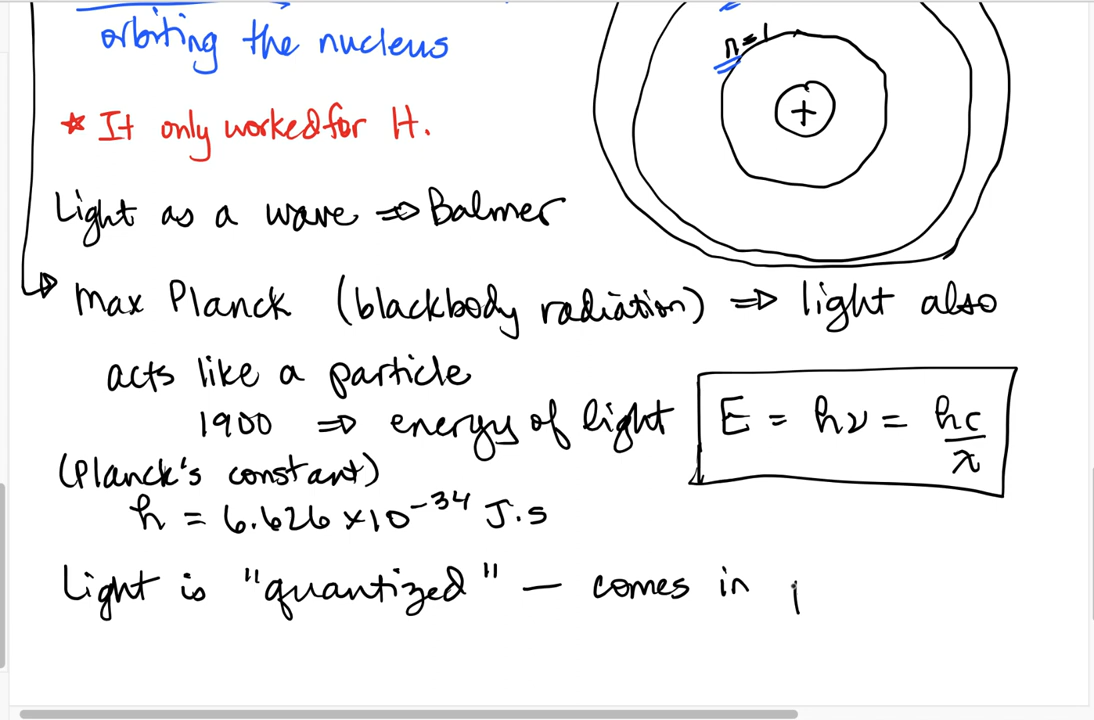 orbiting the nucleus
n=1
+
* It only worked for H.
Light as a wave ⇒ Balmer
Max Planck (blackbody radiation) ⇒ light also
acts like a particle
1900 ⇒ energy of light E = hν = hc/λ
(Planck's constant)
h = 6.626 ×10⁻³⁴ J·s
Light is "quantized" — comes in